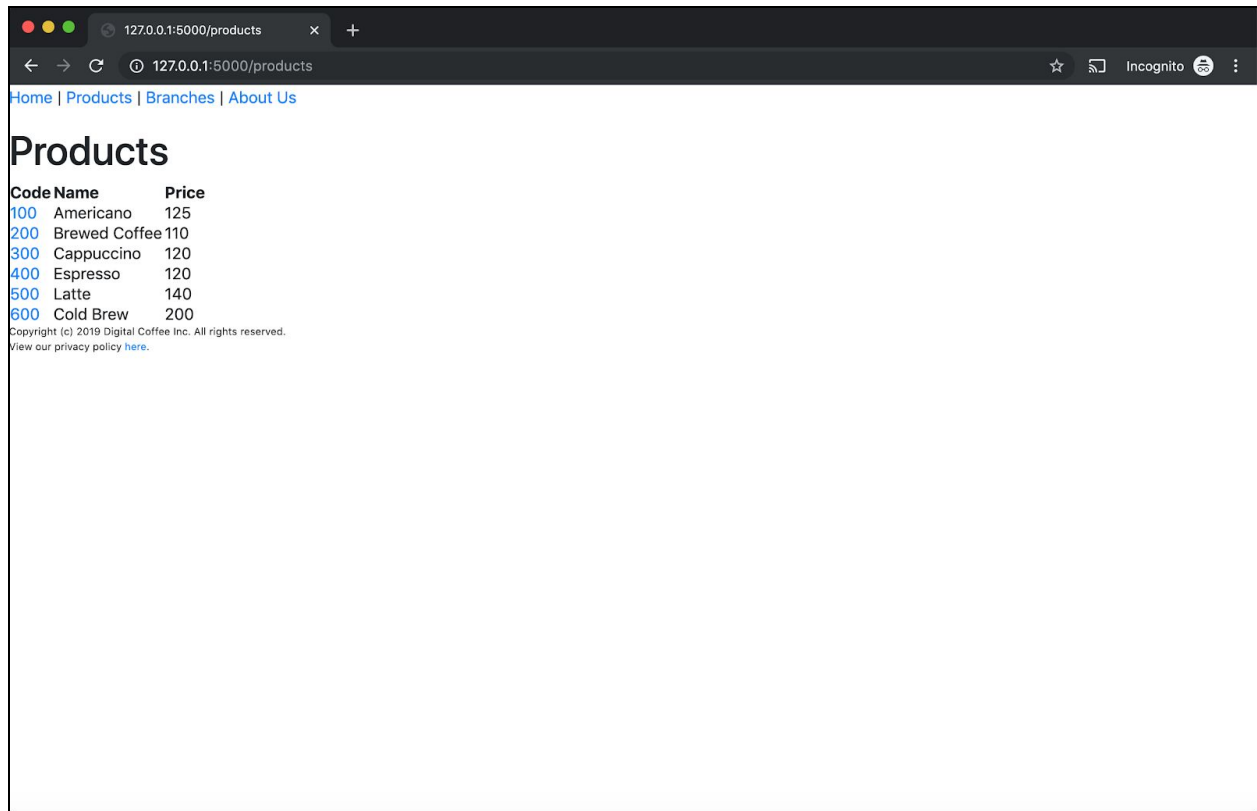 127.0.0.1:5000/products
127.0.0.1:5000/products Incognito
Home | Products | Branches | About Us
Products
Code Name Price
100 Americano 125
200 Brewed Coffee 110
300 Cappuccino 120
400 Espresso 120
500 Latte 140
600 Cold Brew 200
Copyright (c) 2019 Digital Coffee Inc. All rights reserved.
View our privacy policy here.